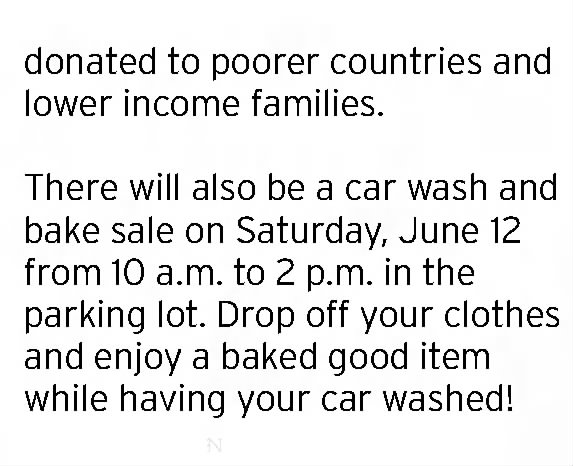 donated to poorer countries and
lower income families.
There will also be a car wash and
bake sale on Saturday, June 12
from 10 a.m. to 2 p.m. in the
parking lot. Drop off your clothes
and enjoy a baked good item
while having your car washed!